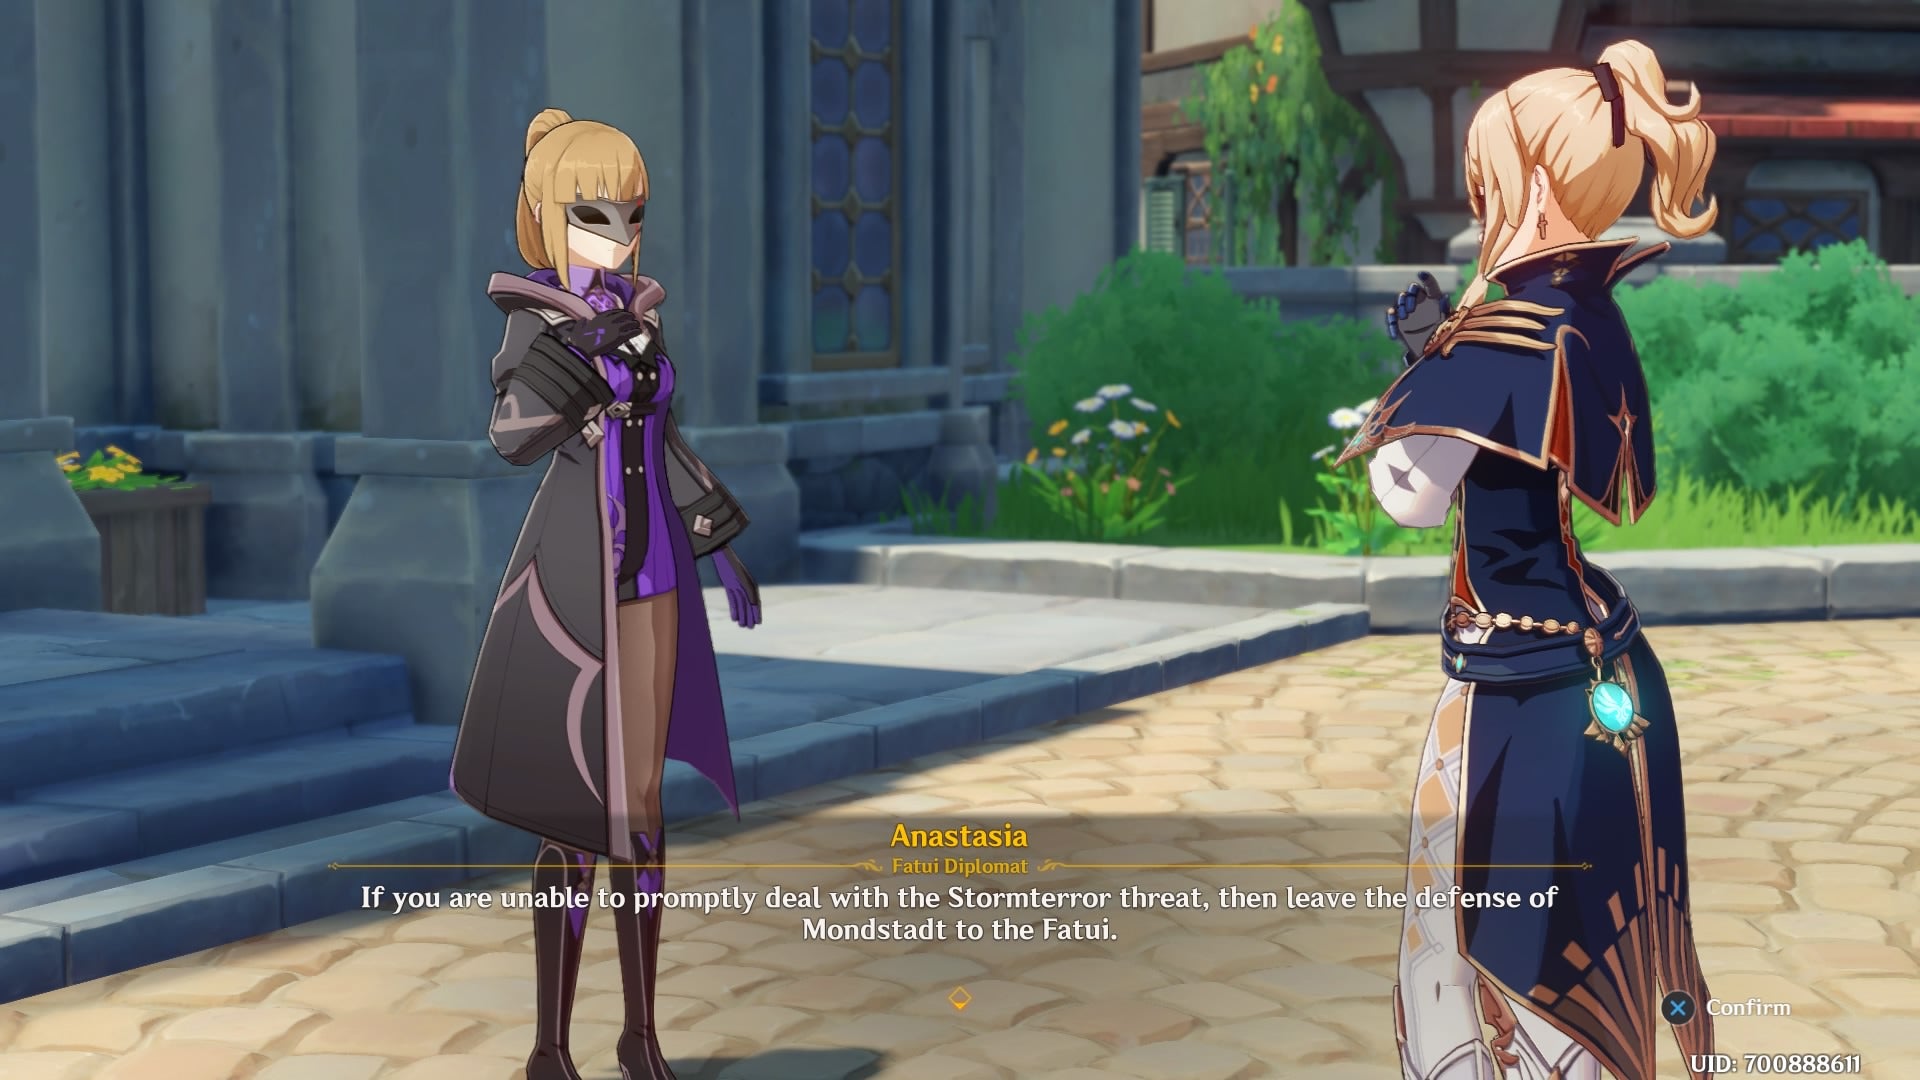 Anastasia
Fatui Diplomat
If you are unable to promptly deal with the Stormterror threat, then leave the defense of
Mondstadt to the Fatui.
Confirm
UID: 700888611